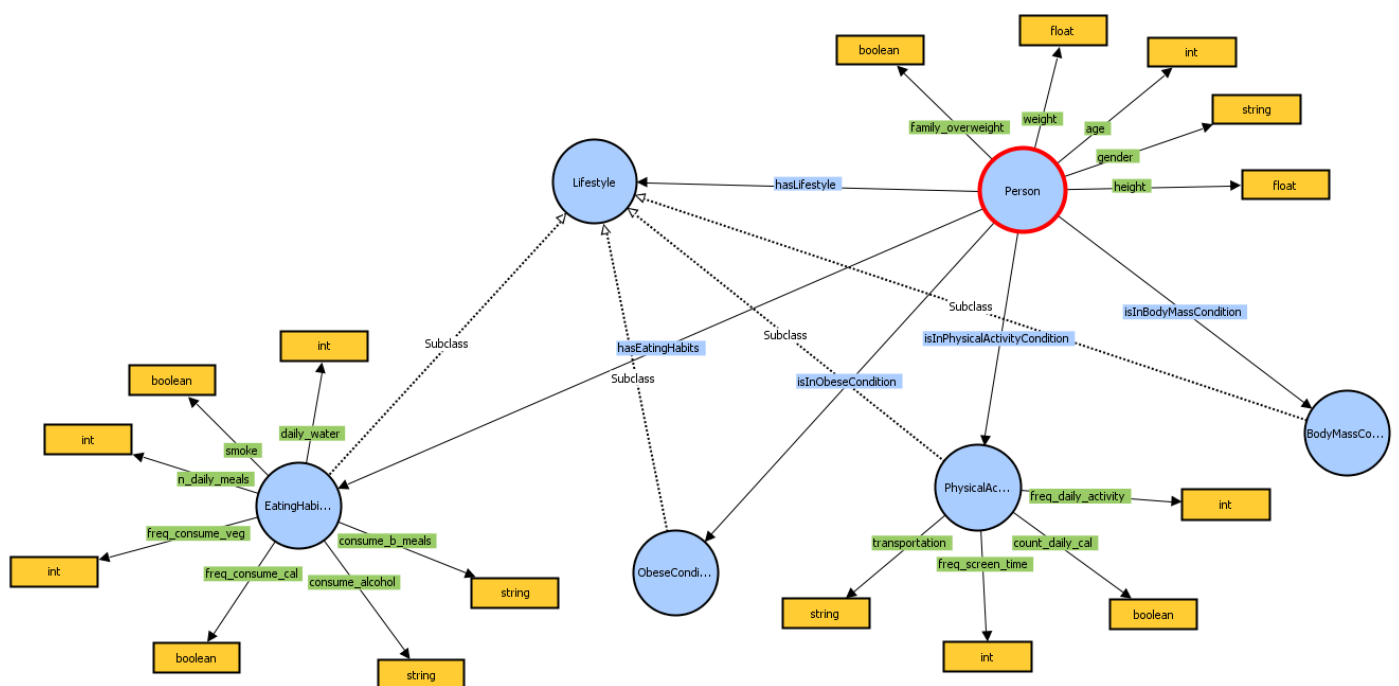 float
boolean
int
string
float
weight
family_overweight
age
gender
height
Lifestyle
hasLifestyle
Person
Subclass
isInBodyMassCondition
Subclass
isInPhysicalActivityCondition
Subclass
hasEatingHabits
Subclass
isInObeseCondition
int
boolean
int
daily_water
smoke
n_daily_meals
EatingHabi...
freq_consume_veg
consume_b_meals
freq_consume_cal
consume_alcohol
int
string
boolean
string
ObeseCondi...
BodyMassCo...
PhysicalAc...
freq_daily_activity
int
transportation
count_daily_cal
freq_screen_time
string
boolean
int